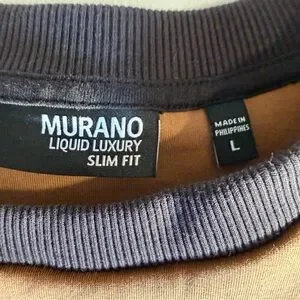 MURANO
LIQUID LUXURY
SLIM FIT
MADE IN
PHILIPPINES
L